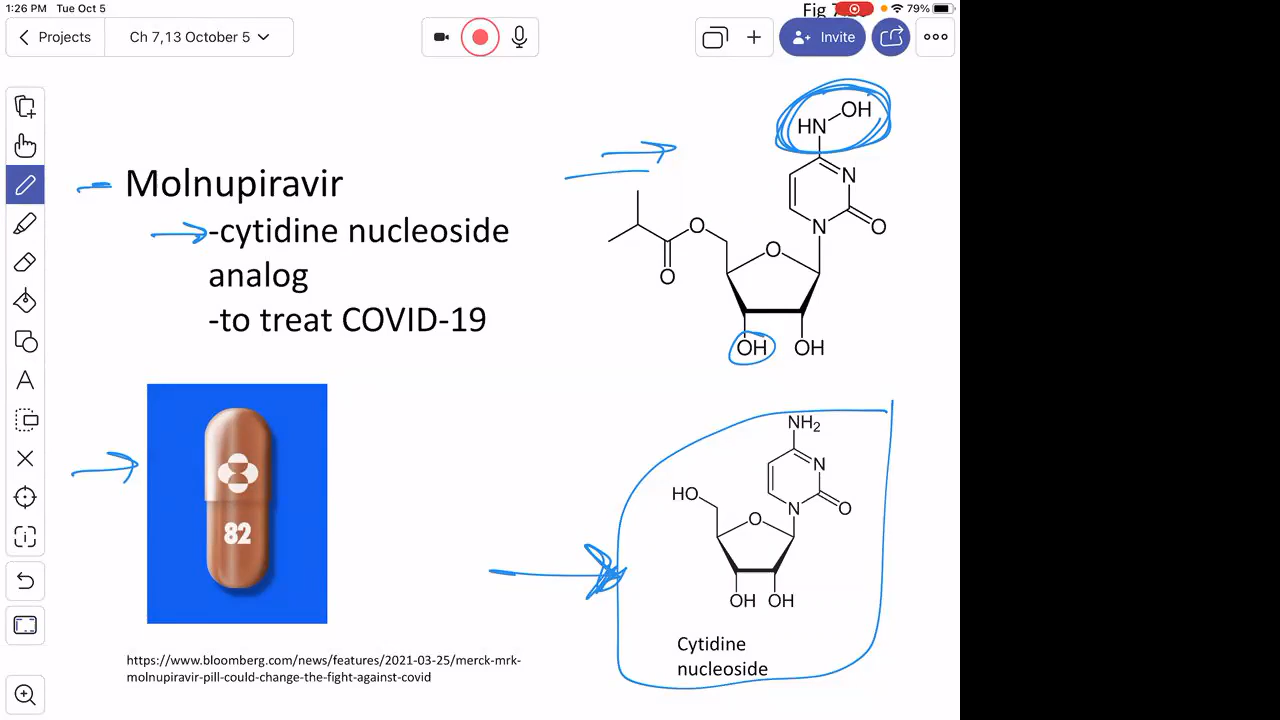 1:26 PM Tue Oct 5
79%
Projects
Ch 7,13 October 5
Invite
Molnupiravir
-cytidine nucleoside
analog
-to treat COVID-19
HN
OH
N
O
N
O
O
O
OH
OH
82
NH2
N
HO
N
O
O
OH
OH
Cytidine
nucleoside
https://www.bloomberg.com/news/features/2021-03-25/merck-mrk-
molnupiravir-pill-could-change-the-fight-against-covid
A